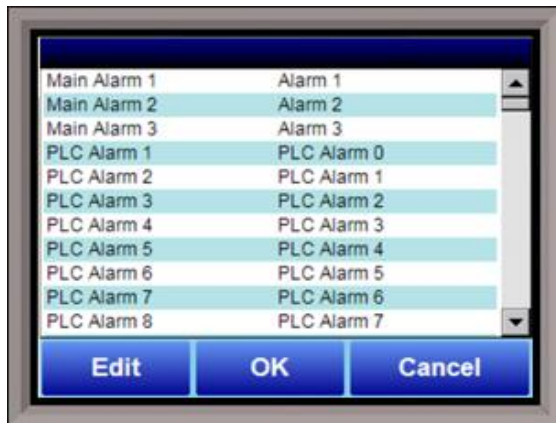 Main Alarm 1 Alarm 1
Main Alarm 2 Alarm 2
Main Alarm 3 Alarm 3
PLC Alarm 1 PLC Alarm 0
PLC Alarm 2 PLC Alarm 1
PLC Alarm 3 PLC Alarm 2
PLC Alarm 4 PLC Alarm 3
PLC Alarm 5 PLC Alarm 4
PLC Alarm 6 PLC Alarm 5
PLC Alarm 7 PLC Alarm 6
PLC Alarm 8 PLC Alarm 7
Edit OK Cancel